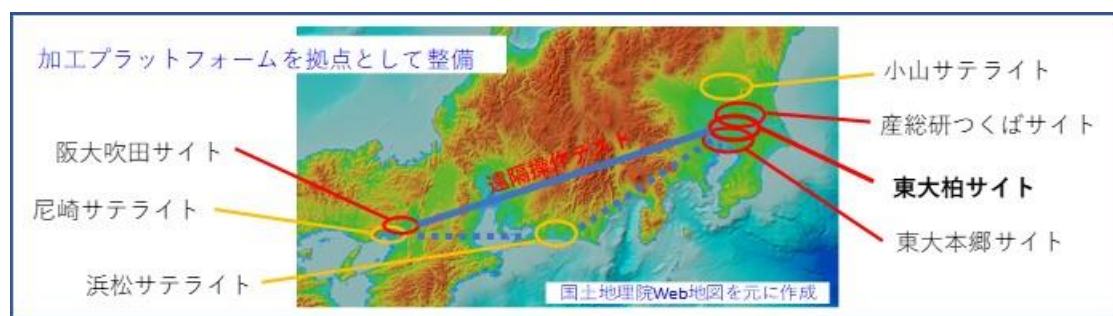 加工プラットフォームを拠点として整備
小山サテライト
産総研つくばサイト
阪大吹田サイト
遠隔操作テスト
東大柏サイト
尼崎サテライト
東大本郷サイト
浜松サテライト
国土地理院Web地図を元に作成